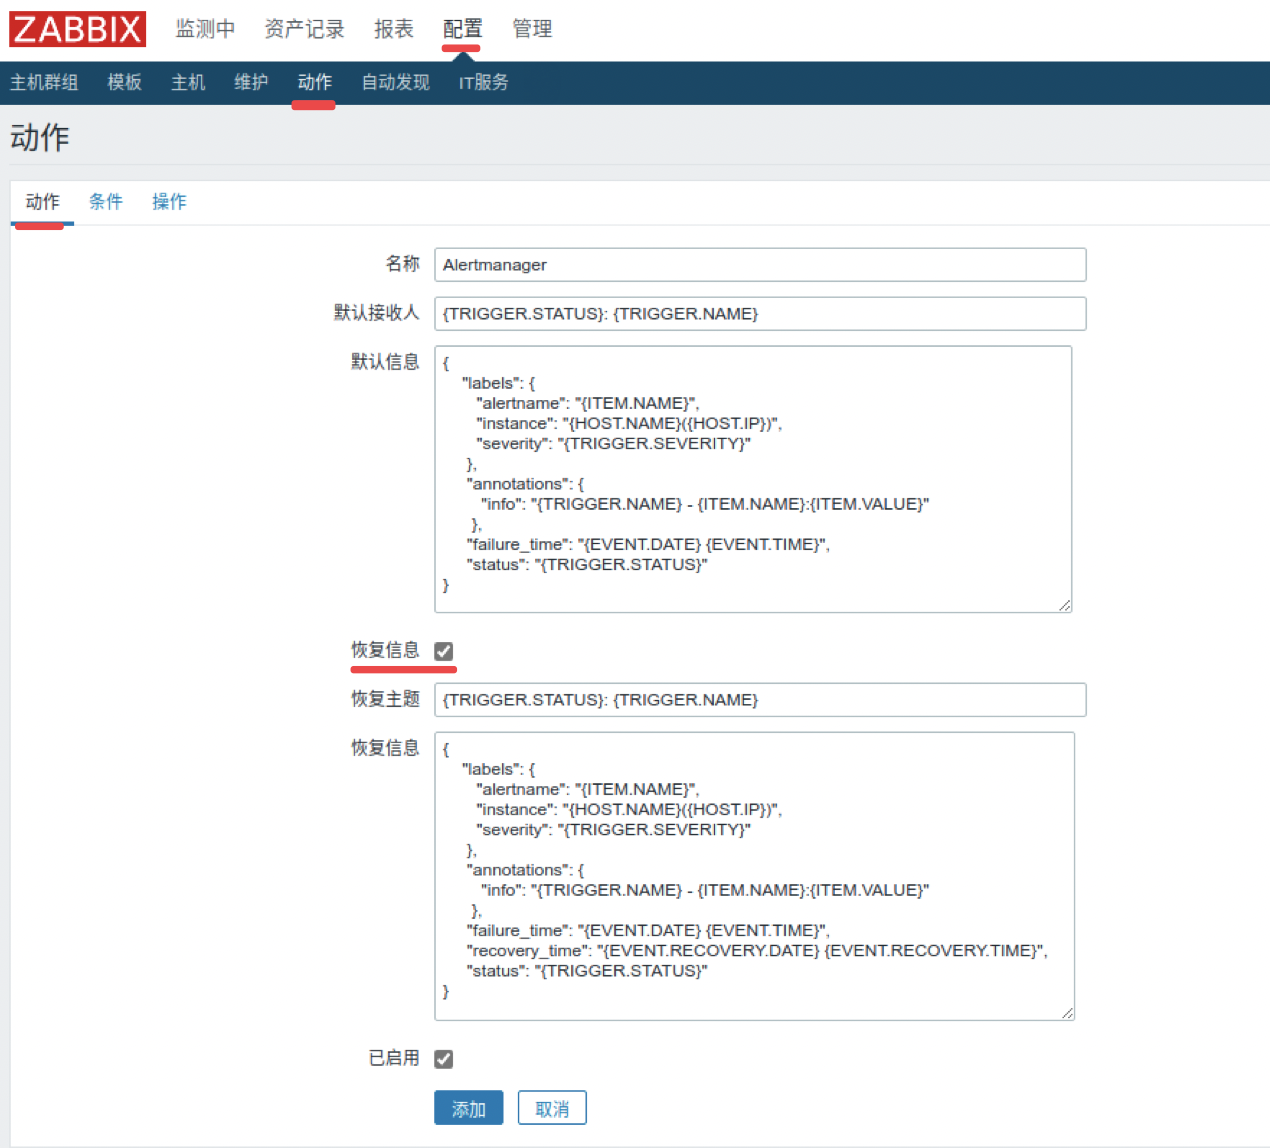 ZABBIX 监测中 资产记录 报表 配置 管理
主机群组 模板 主机 维护 动作 自动发现 IT服务
动作
动作 条件 操作
名称 Alertmanager
默认接收人 {TRIGGER.STATUS}: {TRIGGER.NAME}
默认信息 {
"labels": {
"alertname": "{ITEM.NAME}",
"instance": "{HOST.NAME}({HOST.IP})",
"severity": "{TRIGGER.SEVERITY}"
},
"annotations": {
"info": "{TRIGGER.NAME} - {ITEM.NAME}:{ITEM.VALUE}"
},
"failure_time": "{EVENT.DATE} {EVENT.TIME}",
"status": "{TRIGGER.STATUS}"
}
恢复信息
恢复主题 {TRIGGER.STATUS}: {TRIGGER.NAME}
恢复信息 {
"labels": {
"alertname": "{ITEM.NAME}",
"instance": "{HOST.NAME}({HOST.IP})",
"severity": "{TRIGGER.SEVERITY}"
},
"annotations": {
"info": "{TRIGGER.NAME} - {ITEM.NAME}:{ITEM.VALUE}"
},
"failure_time": "{EVENT.DATE} {EVENT.TIME}",
"recovery_time": "{EVENT.RECOVERY.DATE} {EVENT.RECOVERY.TIME}",
"status": "{TRIGGER.STATUS}"
}
已启用
添加 取消